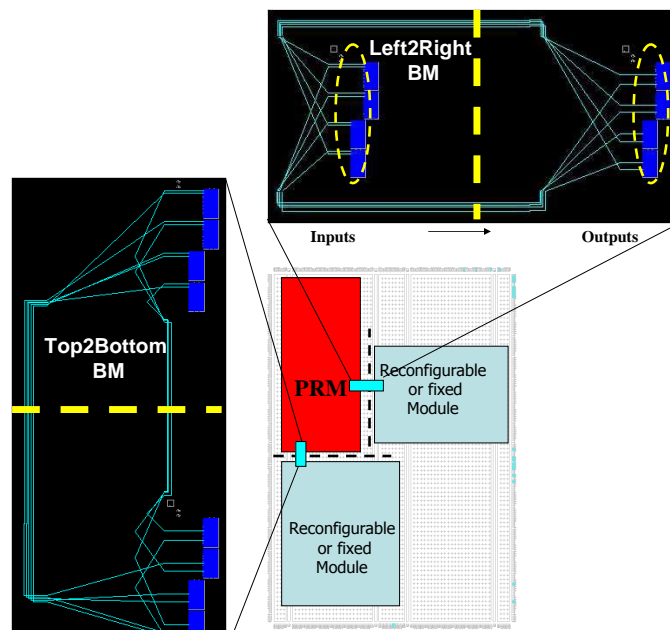 Left2Right
BM
Inputs
Outputs
Top2Bottom
BM
PRM
Reconfigurable
or fixed
Module
Reconfigurable
or fixed
Module